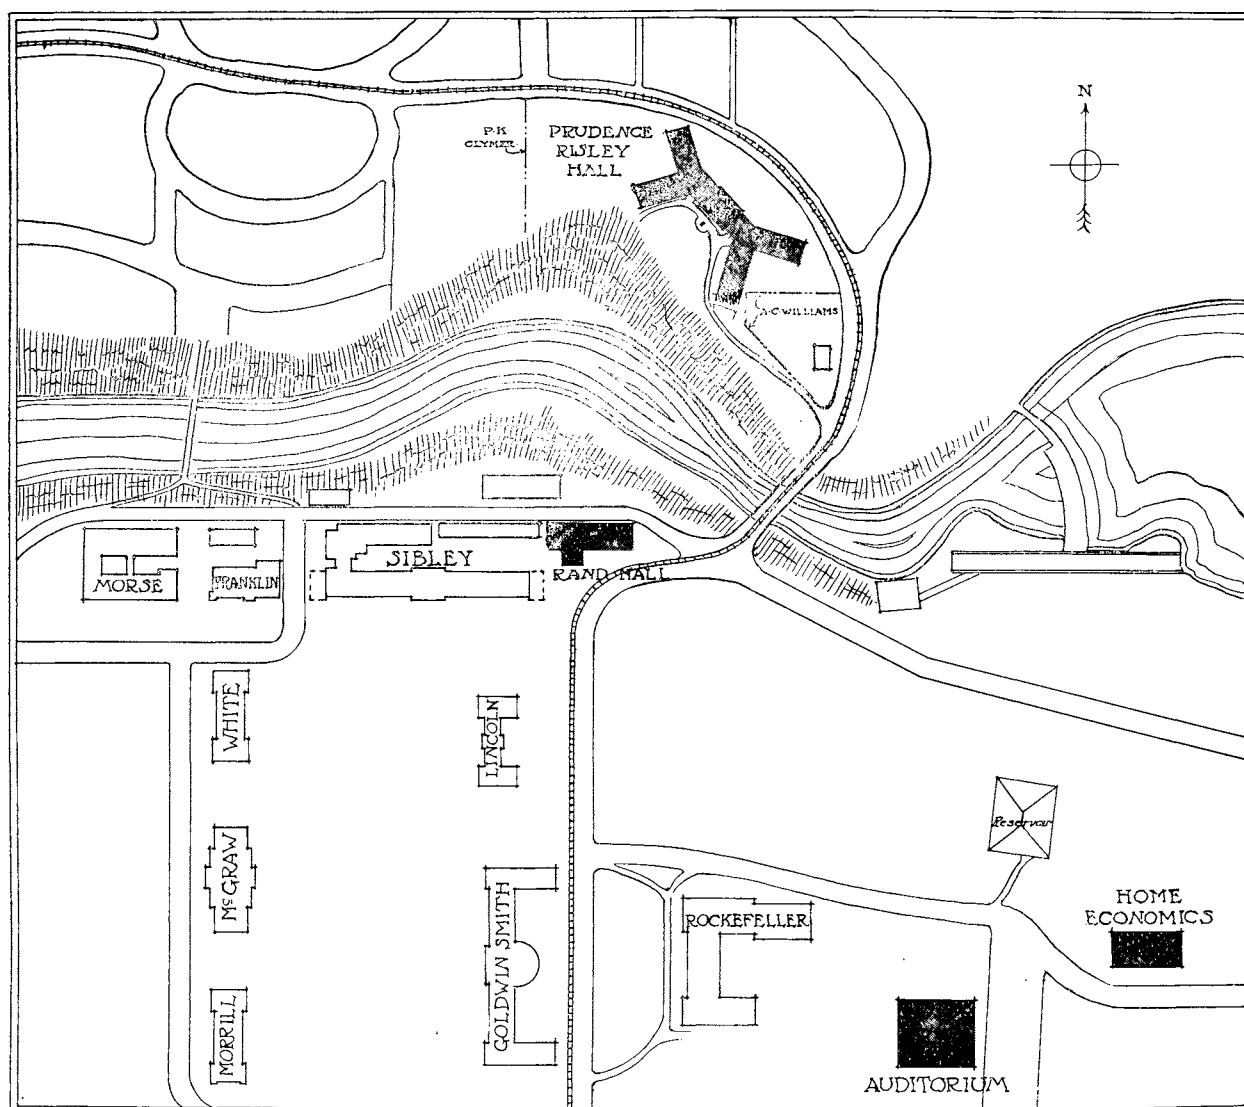 N
P. K
CLYMER
PRUDENCE
RISLEY
HALL
A.C. WILLIAMS
SIBLEY
RAND HALL
MORSE
FRANKLIN
WHITE
LINCOLN
Reservoir
McGRAW
GOLDWIN SMITH
ROCKEFELLER
HOME
ECONOMICS
MORRILL
AUDITORIUM